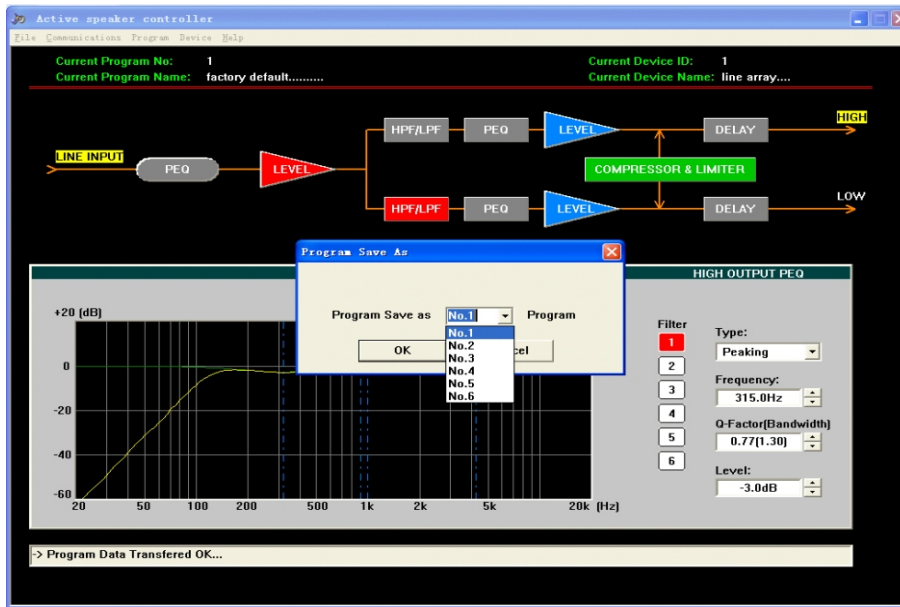 Active speaker controller
File Communications Program Device Help
Current Program No: 1
Current Program Name: factory default..........
Current Device ID: 1
Current Device Name: line array....
HIGH
HPF/LPF PEQ LEVEL DELAY
LINE INPUT
PEQ LEVEL COMPRESSOR & LIMITER
LOW
HPF/LPF PEQ LEVEL DELAY
Program Save As
Program Save as No.1 Program
No.1
No.2
No.3
No.4
No.5
No.6
OK cel
HIGH OUTPUT PEQ
+20 (dB)
0
-20
-40
-60
20 50 100 200 500 1k 2k 5k 20k (Hz)
Filter
1
2
3
4
5
6
Type:
Peaking
Frequency:
315.0Hz
Q-Factor(Bandwidth)
0.77(1.30)
Level:
-3.0dB
-> Program Data Transfered OK...